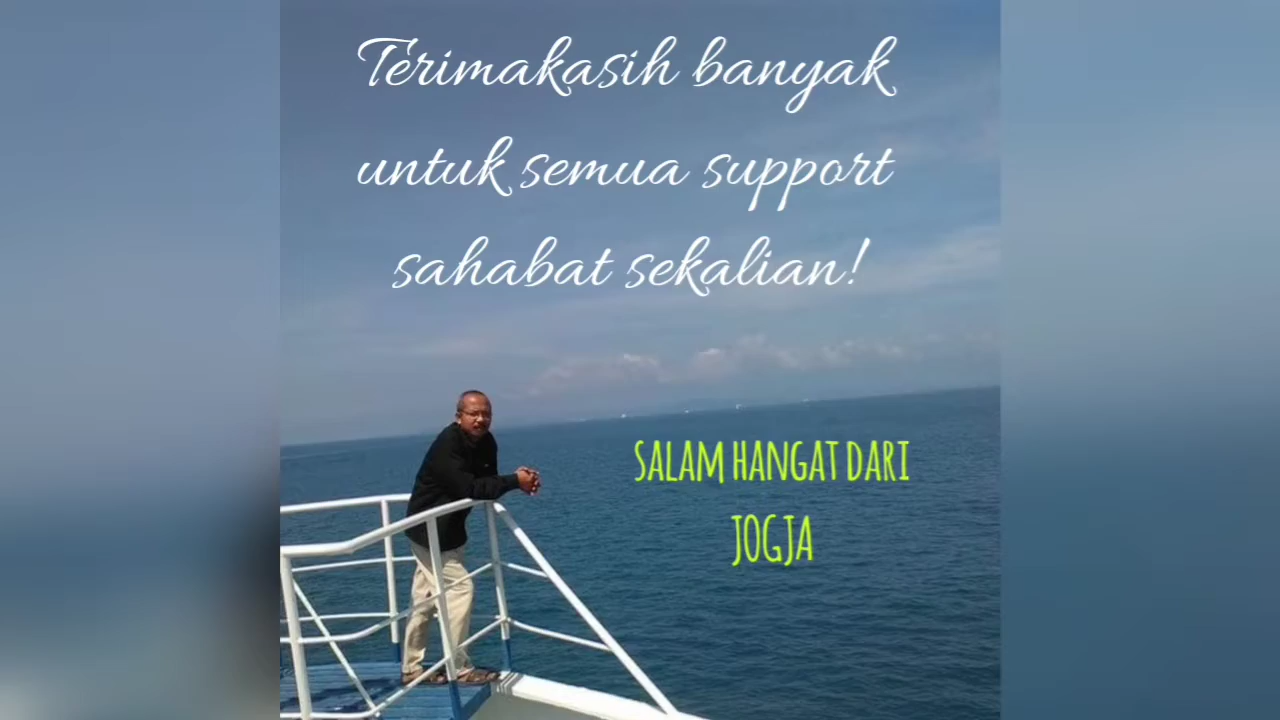 Terimakasih banyak
untuk semua support
sahabat sekalian!
SALAM HANGAT DARI
JOGJA